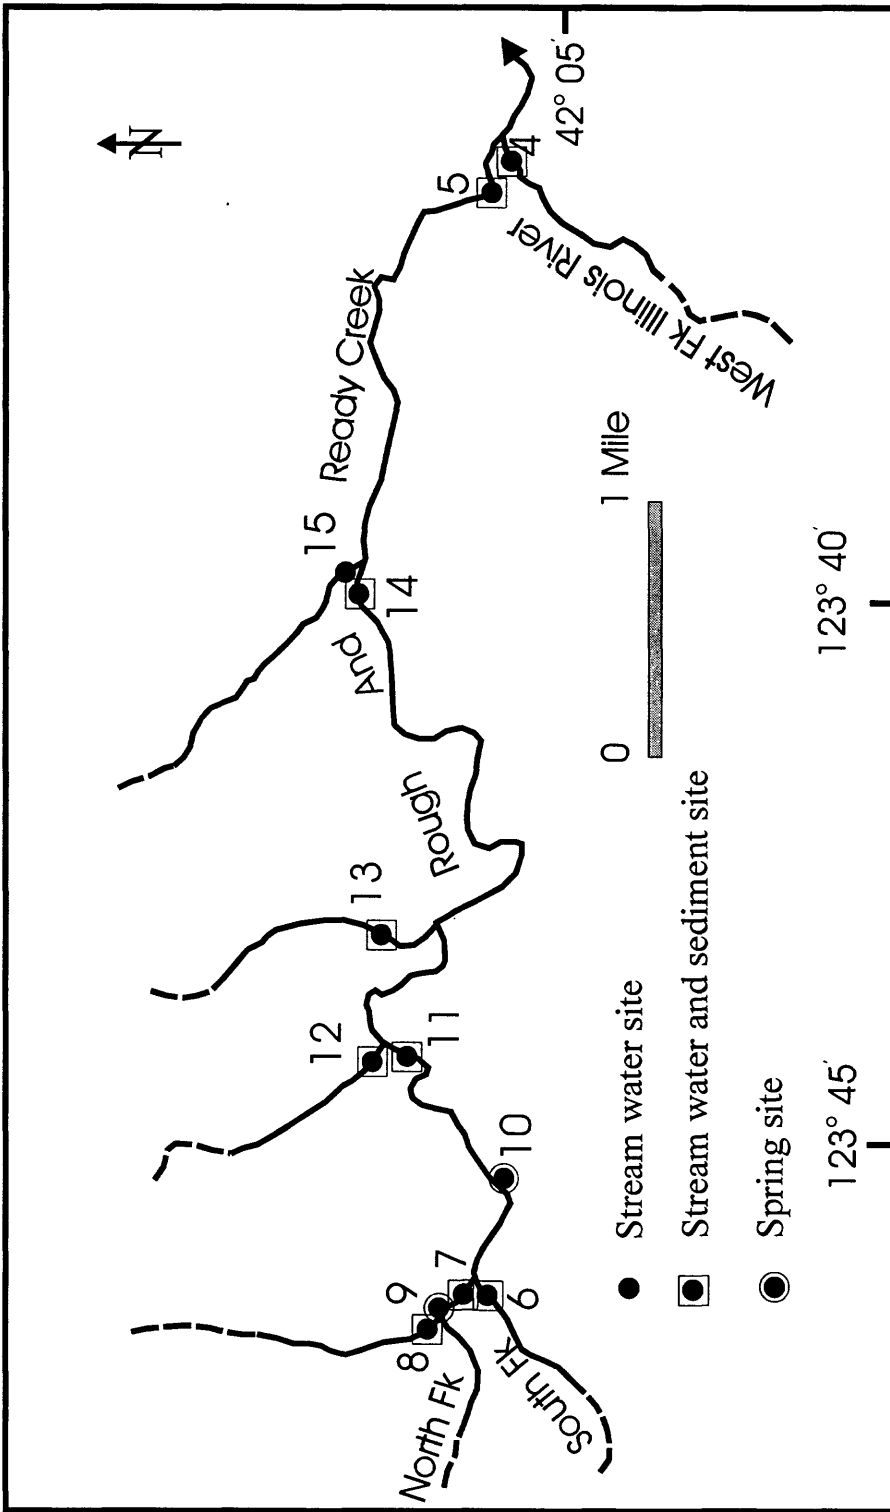 N
42° 05′
4
5
West Fk Illinois River
Ready Creek
15
14
And
Rough
13
12
11
10
9
8
7
6
North Fk
South Fk
0 1 Mile
123° 40′
123° 45′
Stream water site
Stream water and sediment site
Spring site